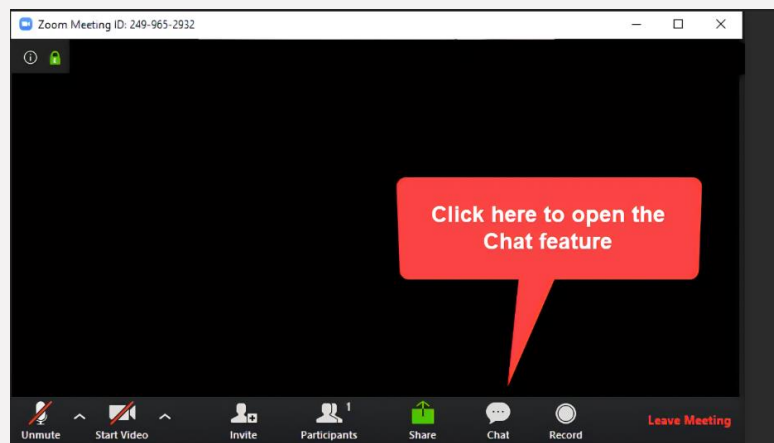 Zoom Meeting ID: 249-965-2932
Click here to open the
Chat feature
1
Unmute Start Video Invite Participants Share Chat Record Leave Meeting